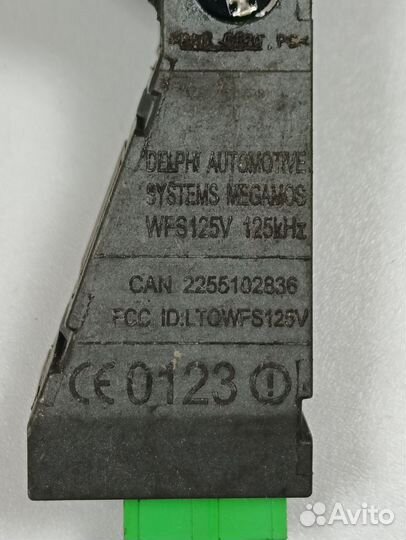 DELPHI AUTOMOTIVE
SYSTEMS MEGAMOS
WFS125V 125kHz
CAN 2255102836
FCC ID:LTQWFS125V
CE 0123
Avito